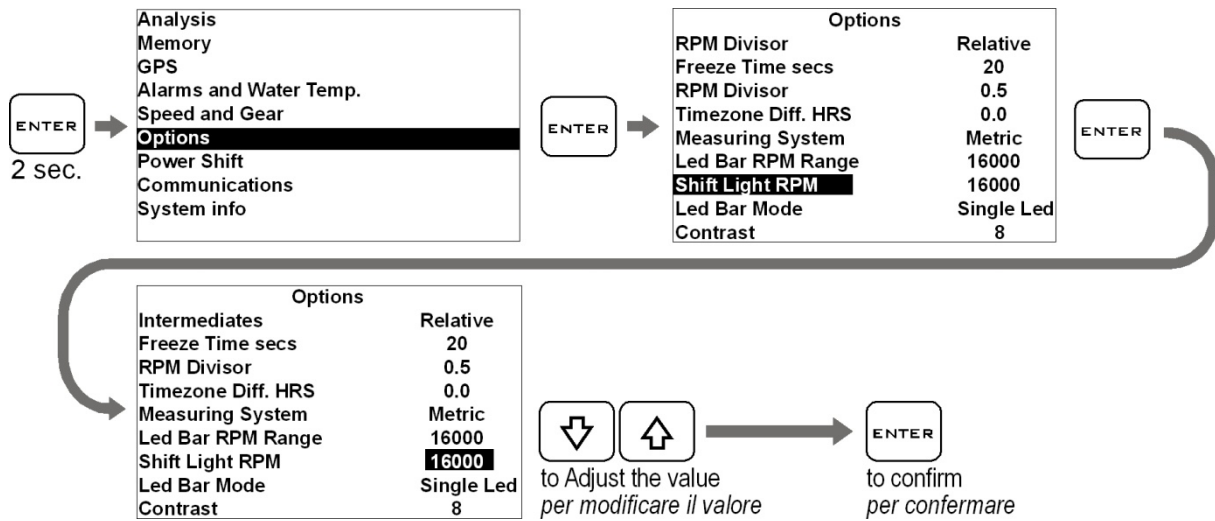 Analysis
Memory
GPS
Alarms and Water Temp.
Speed and Gear
Options
Power Shift
Communications
System info
ENTER
2 sec.
ENTER
Options
RPM Divisor Relative
Freeze Time secs 20
RPM Divisor 0.5
Timezone Diff. HRS 0.0
Measuring System Metric
Led Bar RPM Range 16000
Shift Light RPM 16000
Led Bar Mode Single Led
Contrast 8
ENTER
Options
Intermediates Relative
Freeze Time secs 20
RPM Divisor 0.5
Timezone Diff. HRS 0.0
Measuring System Metric
Led Bar RPM Range 16000
Shift Light RPM 16000
Led Bar Mode Single Led
Contrast 8
to Adjust the value
per modificare il valore
ENTER
to confirm
per confermare